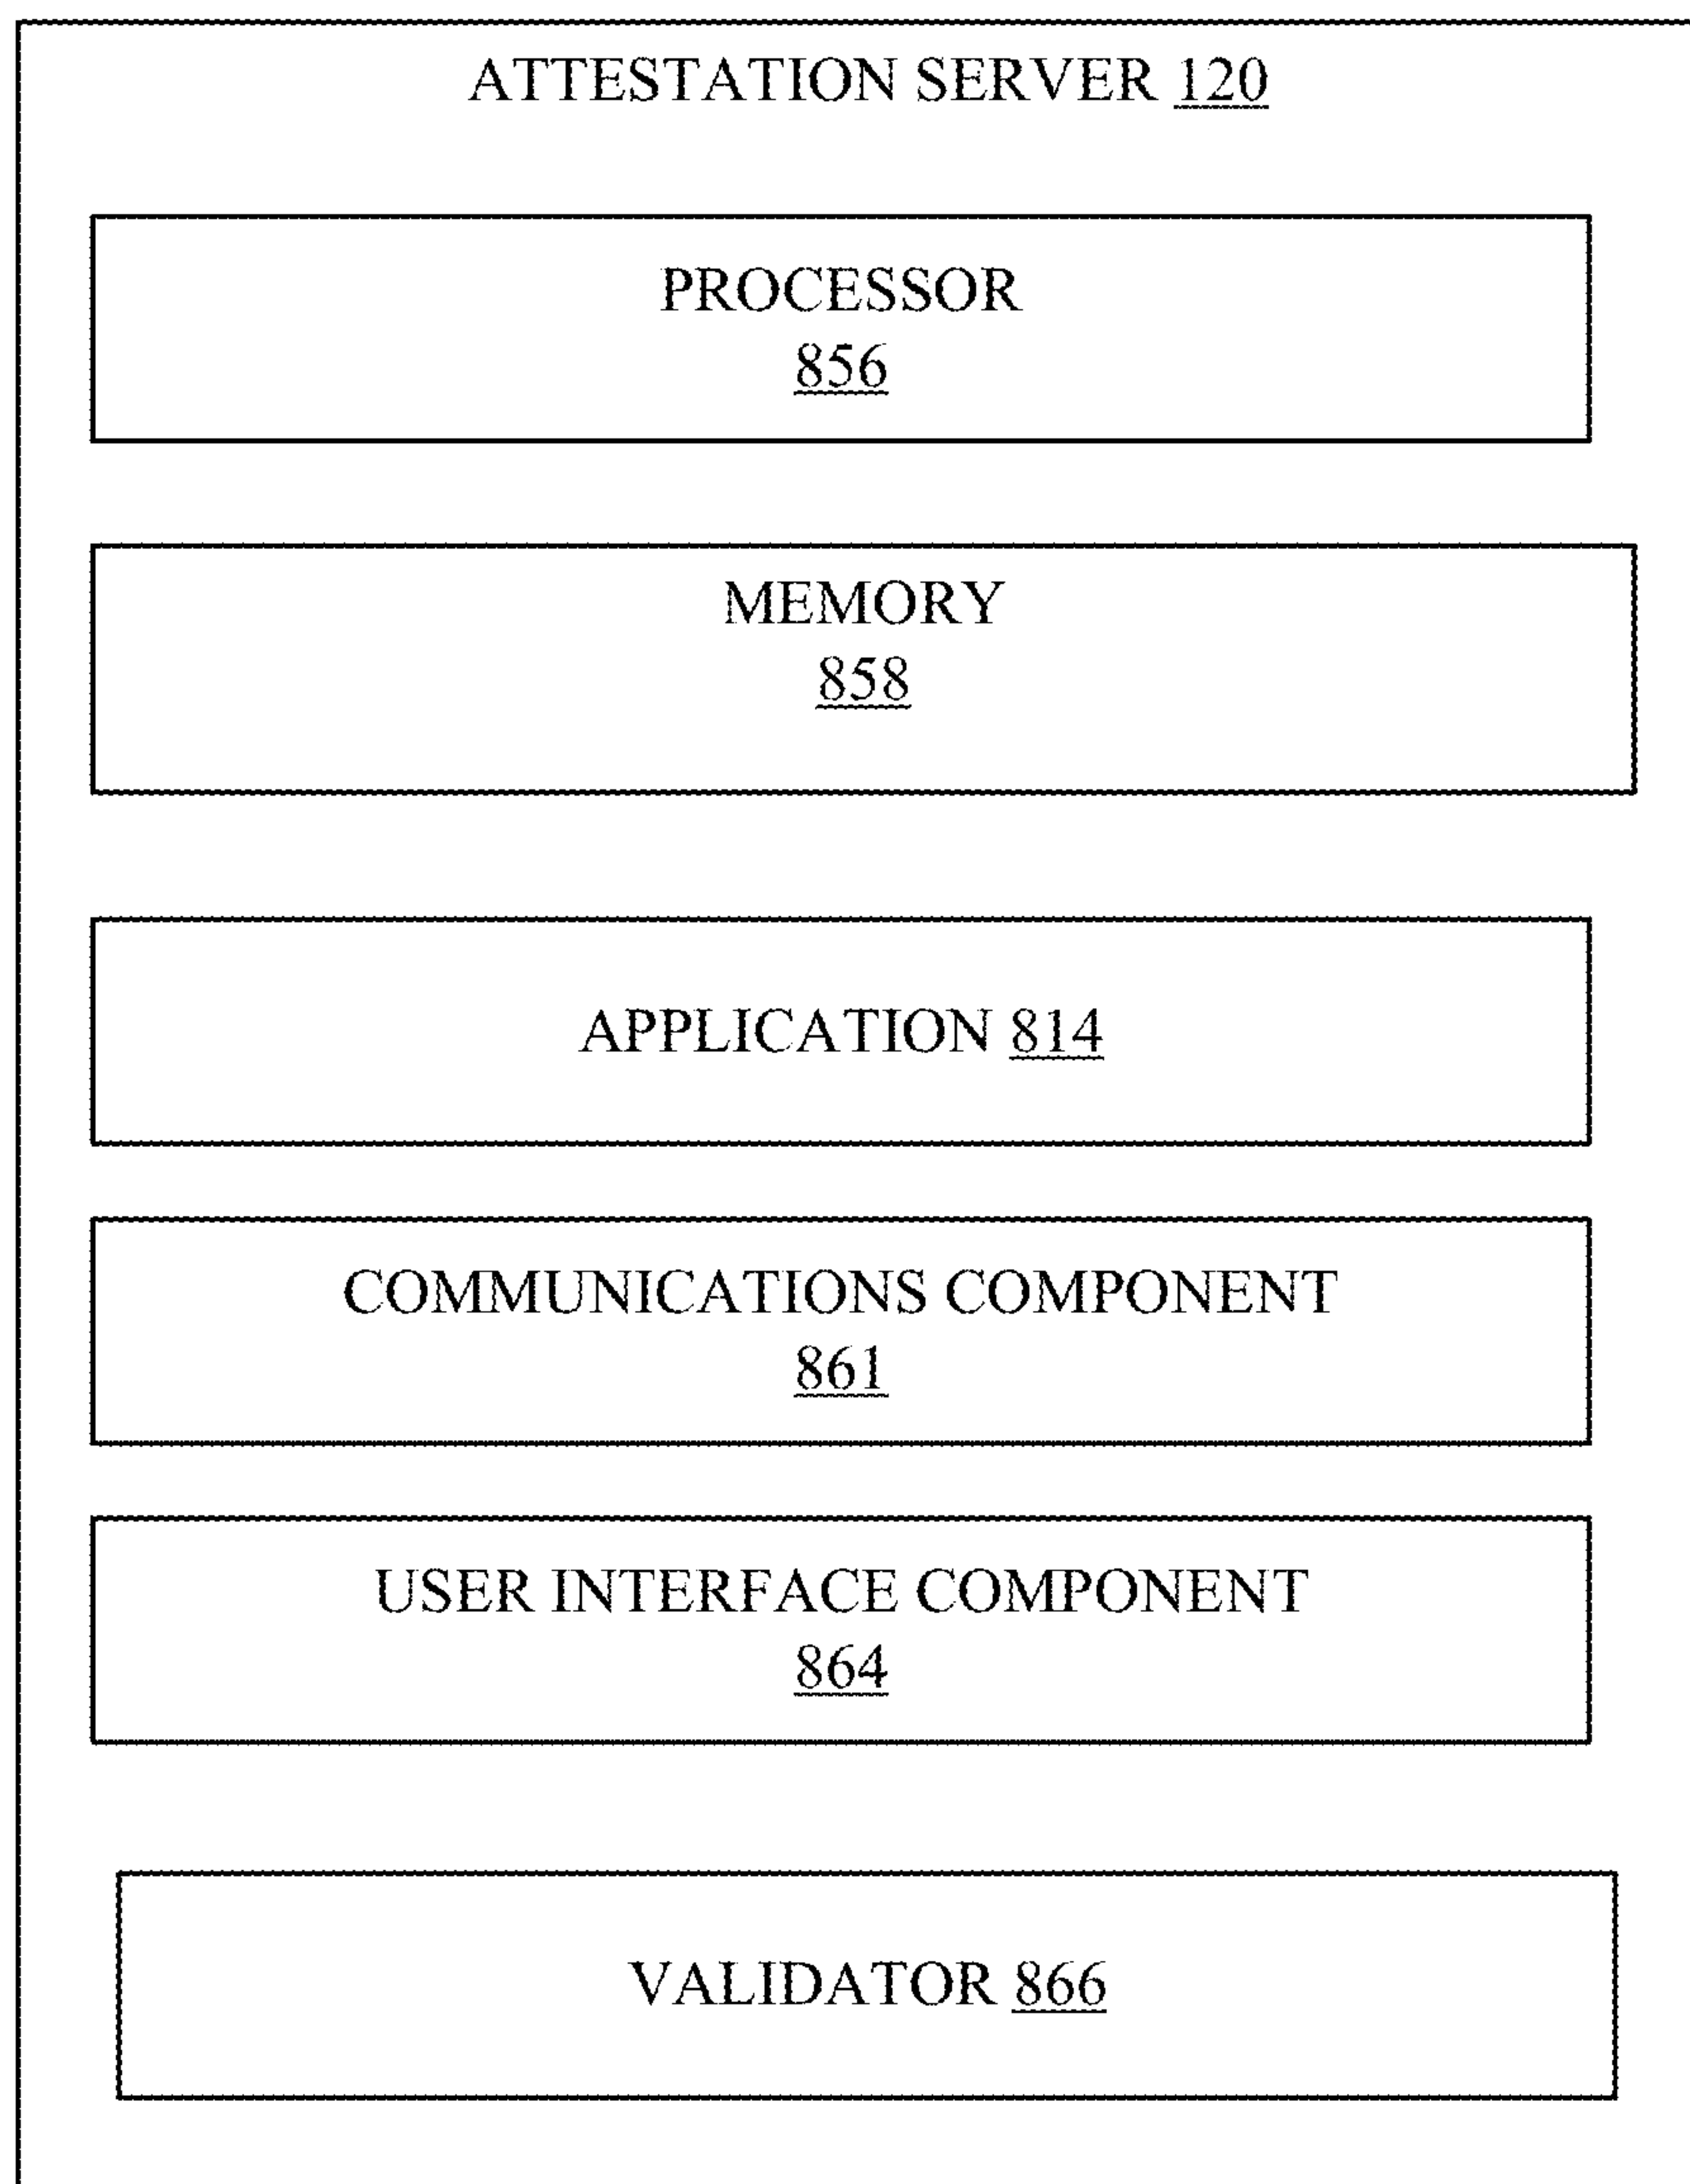 ATTESTATION SERVER 120
PROCESSOR
856
MEMORY
858
APPLICATION 814
COMMUNICATIONS COMPONENT
861
USER INTERFACE COMPONENT
864
VALIDATOR 866